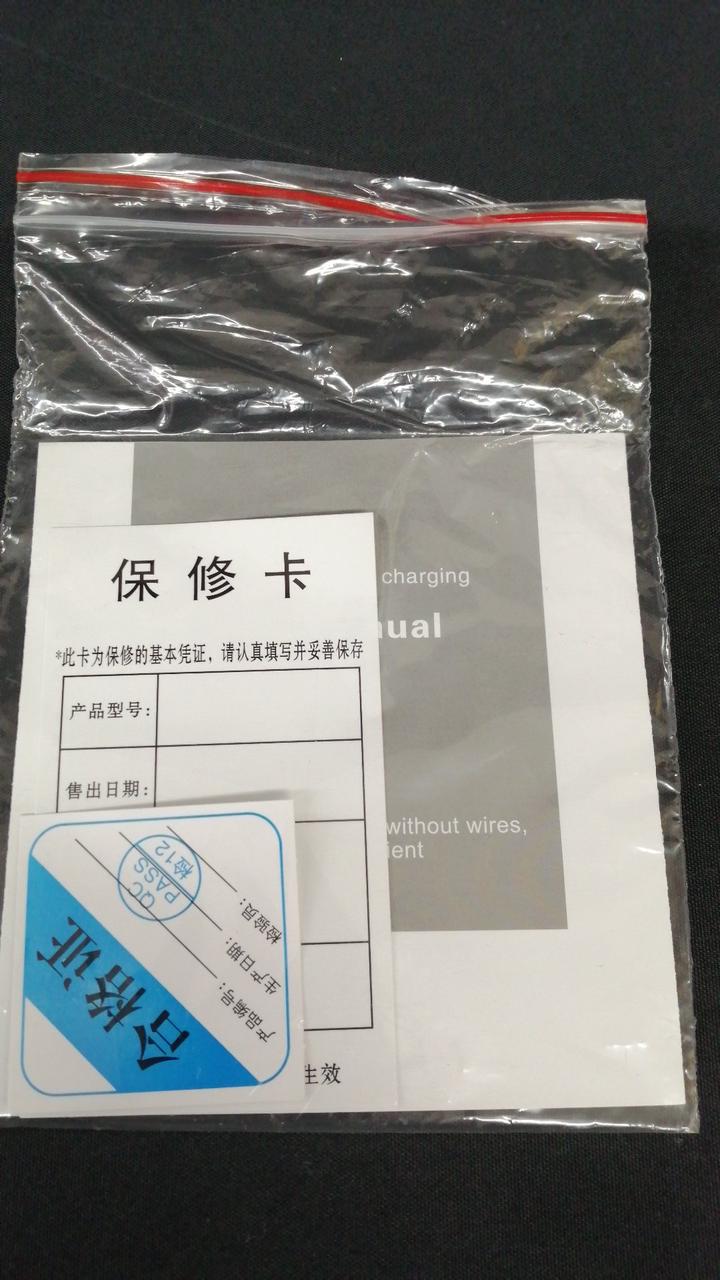 charging
nual
without wires,
ient
保修卡
*此卡为保修的基本凭证，请认真填写并妥善保存
产品型号：
售出日期：
生效
合格证
产品编号：
生产日期：
检验员：
QC
PASS
检12